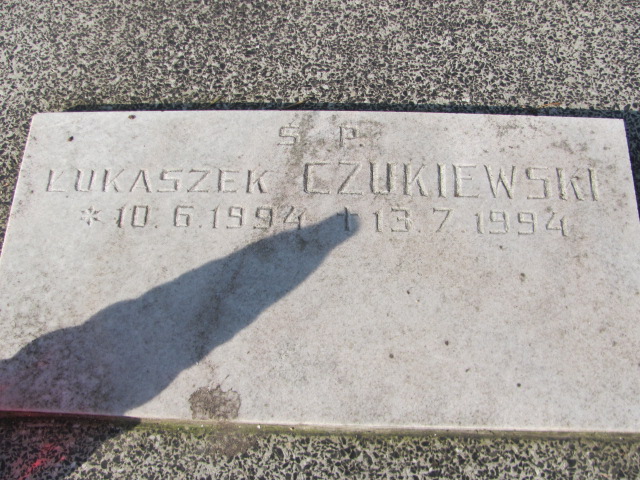 Ś P.
ŁUKASZEK CZUKIEWSKI
* 10. 6. 1994 † 13 7 1994